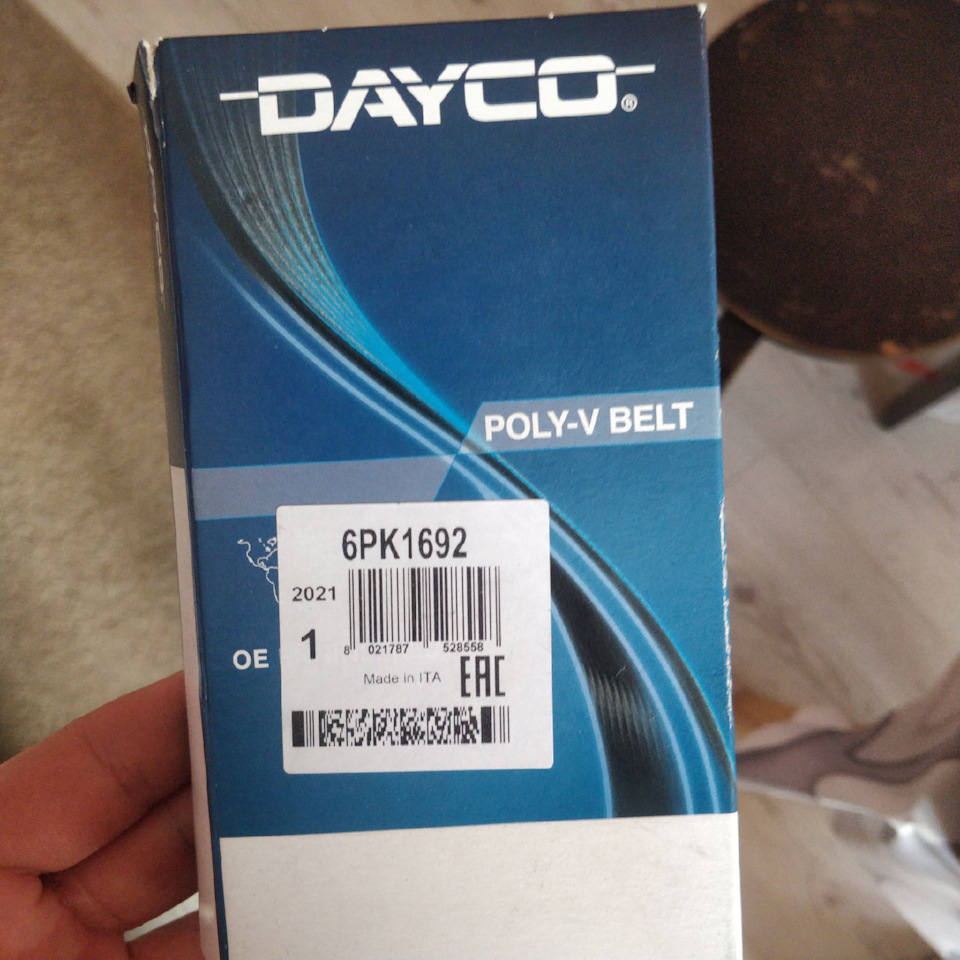 DAYCO®
POLY-V BELT
6PK1692
2021
1
8 021787 528558
OE
Made in ITA
EAC